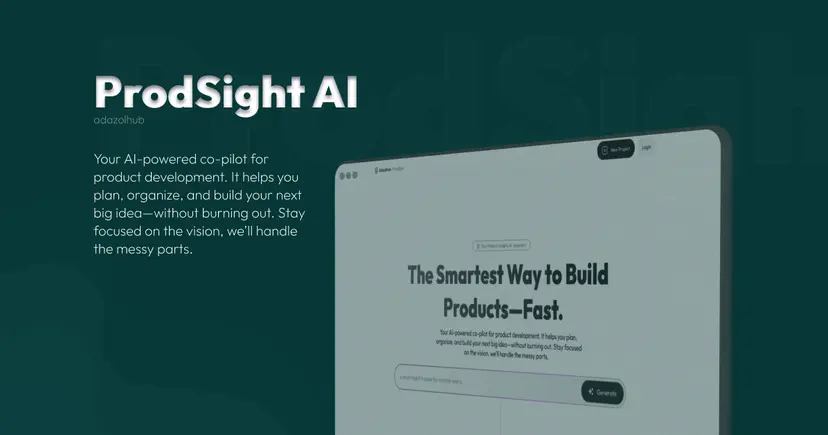 ProdSight AI
adazolhub
Your AI-powered co-pilot for
product development. It helps you
plan, organize, and build your next
big idea—without burning out. Stay
focused on the vision, we'll handle
the messy parts.
New Project
Login
The Smartest Way to Build
Products—Fast.
Your AI-powered co-pilot for product development. It helps you plan,
organize, and build your next big idea—without burning out. Stay focused
on the vision, we'll handle the messy parts.
Generate